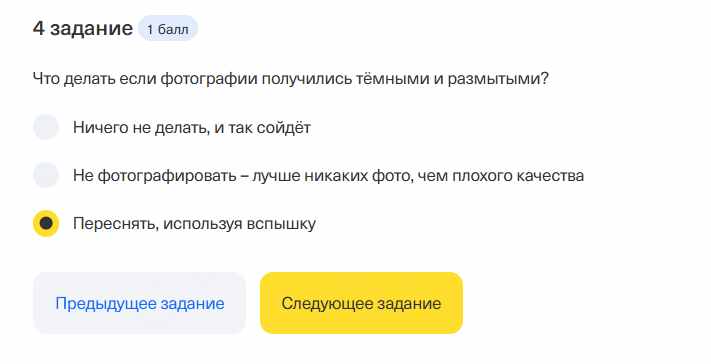 4 задание 1 балл
Что делать если фотографии получились тёмными и размытыми?
Ничего не делать, и так сойдёт
Не фотографировать – лучше никаких фото, чем плохого качества
Переснять, используя вспышку
Предыдущее задание Следующее задание